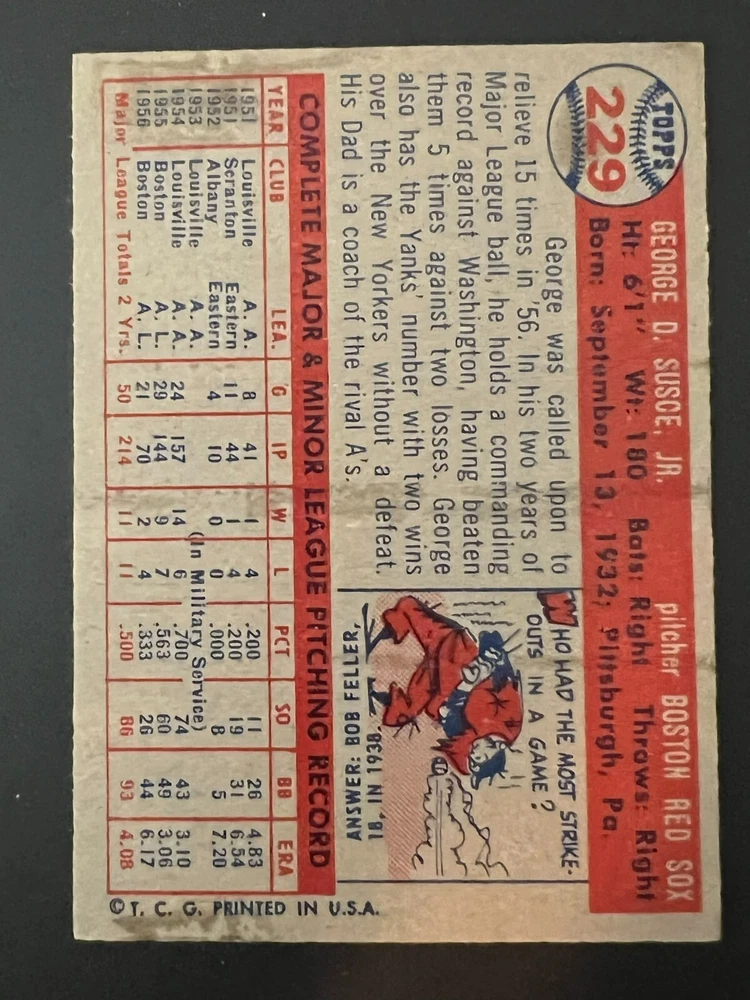 TOPPS
229
GEORGE D. SUSCE, JR. pitcher BOSTON RED SOX
Ht: 6'1" Wt: 180 Bats: Right Throws: Right
Born: September 13, 1932; Pittsburgh, Pa.
George was called upon to
relieve 15 times in '56. In his two years of
Major League ball, he holds a commanding
record against Washington, having beaten
them 5 times against two losses. George
also has the Yanks' number with two wins
over the New Yorkers without a defeat.
His Dad is a coach of the rival A's.
WHO HAD THE MOST STRIKE-
OUTS IN A GAME?
ANSWER: BOB FELLER,
18 IN 1938.
COMPLETE MAJOR & MINOR LEAGUE PITCHING RECORD
YEAR CLUB LEA. G IP W L PCT SO BB ERA
1951 Louisville A. A. 8 41 1 4 .200 11 26 4.83
1951 Scranton Eastern 11 44 1 4 .200 19 31 6.54
1952 Albany Eastern 4 10 0 0 .000 8 5 7.20
1953 Louisville A. A. (In Military Service)
1954 Louisville A. A. 24 157 14 6 .700 74 43 3.10
1955 Boston A. L. 29 144 9 7 .563 60 49 3.06
1956 Boston A. L. 21 70 2 4 .333 26 44 6.17
Major League Totals 2 Yrs. 50 214 11 11 .500 86 93 4.08
© T. C. G. PRINTED IN U.S.A.